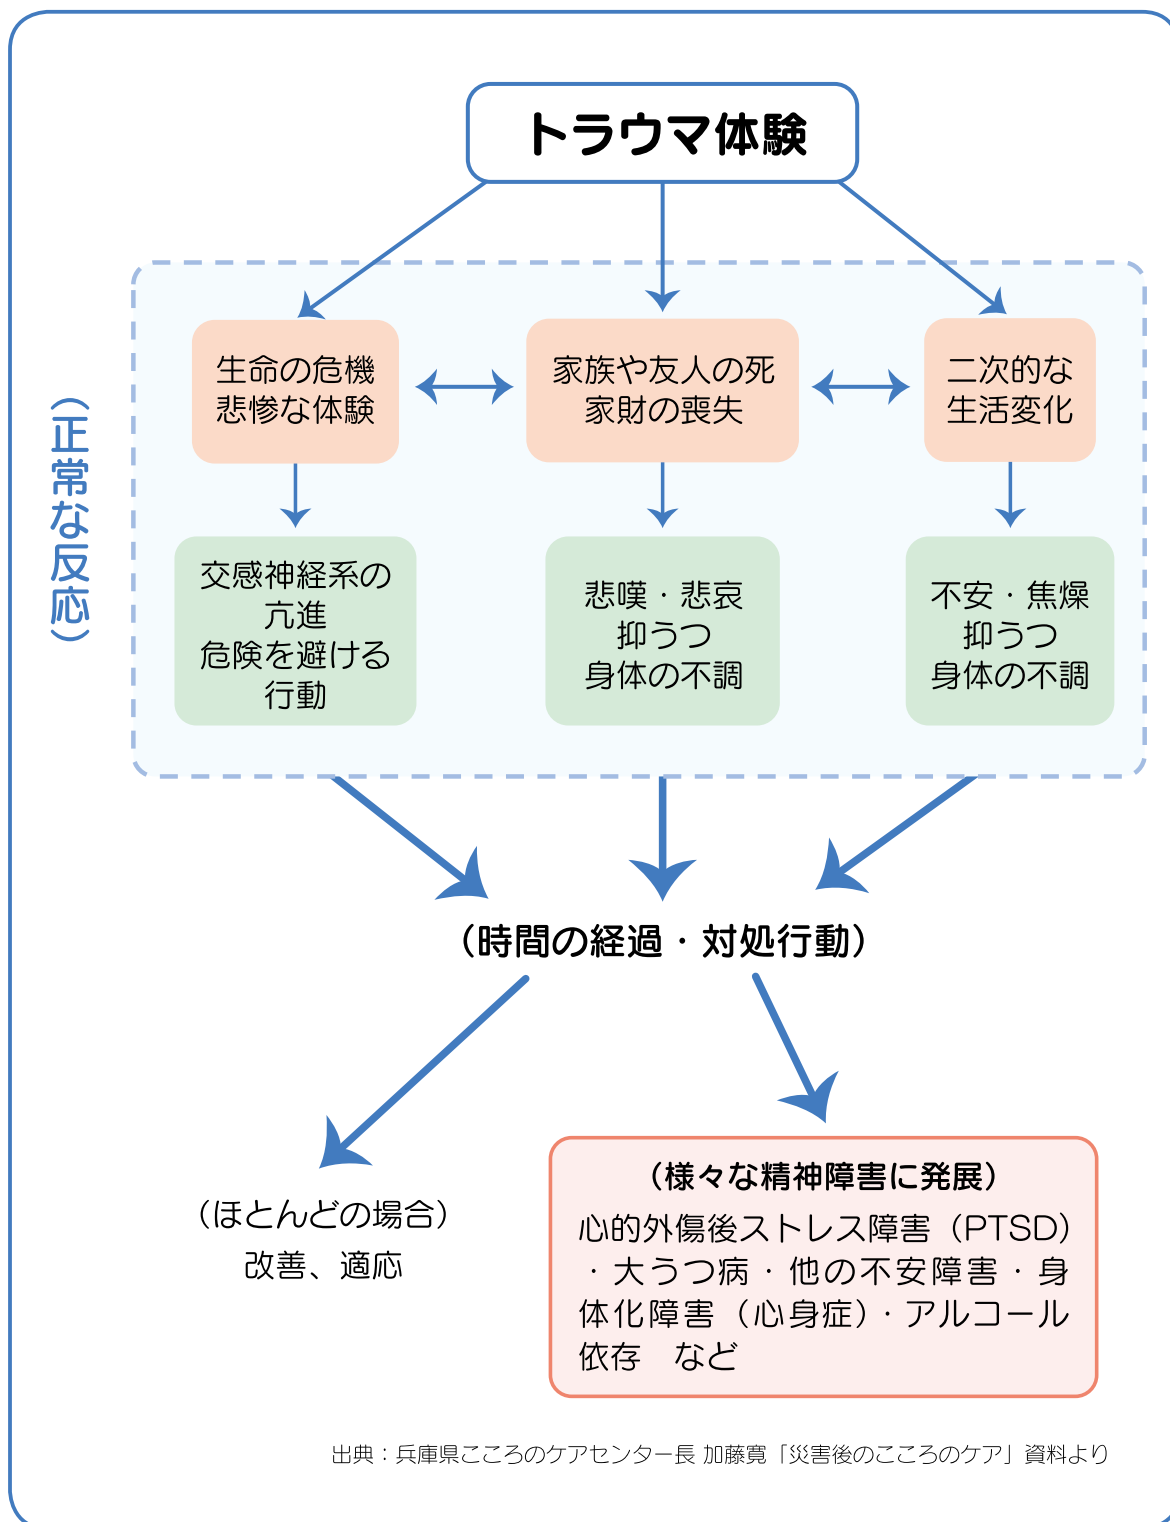 トラウマ体験
（正常な反応）
生命の危機
悲惨な体験
家族や友人の死
家財の喪失
二次的な
生活変化
交感神経系の
亢進
危険を避ける
行動
悲嘆・悲哀
抑うつ
身体の不調
不安・焦燥
抑うつ
身体の不調
（時間の経過・対処行動）
（ほとんどの場合）
改善、適応
（様々な精神障害に発展）
心的外傷後ストレス障害（PTSD）
・大うつ病・他の不安障害・身
体化障害（心身症）・アルコール
依存　など
出典：兵庫県こころのケアセンター長 加藤寛「災害後のこころのケア」資料より